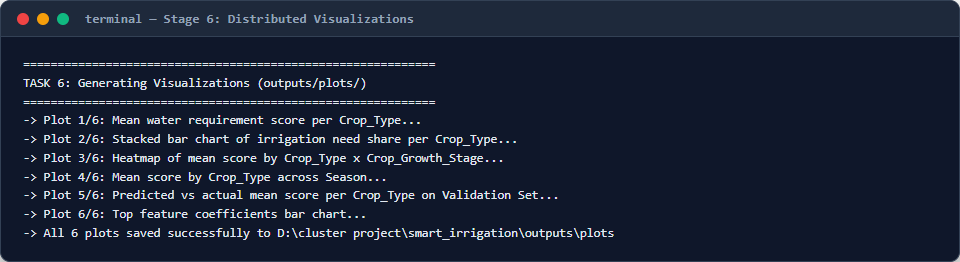 terminal — Stage 6: Distributed Visualizations
============================================================
TASK 6: Generating Visualizations (outputs/plots/)
============================================================
-> Plot 1/6: Mean water requirement score per Crop_Type...
-> Plot 2/6: Stacked bar chart of irrigation need share per Crop_Type...
-> Plot 3/6: Heatmap of mean score by Crop_Type x Crop_Growth_Stage...
-> Plot 4/6: Mean score by Crop_Type across Season...
-> Plot 5/6: Predicted vs actual mean score per Crop_Type on Validation Set...
-> Plot 6/6: Top feature coefficients bar chart...
-> All 6 plots saved successfully to D:\cluster project\smart_irrigation\outputs\plots